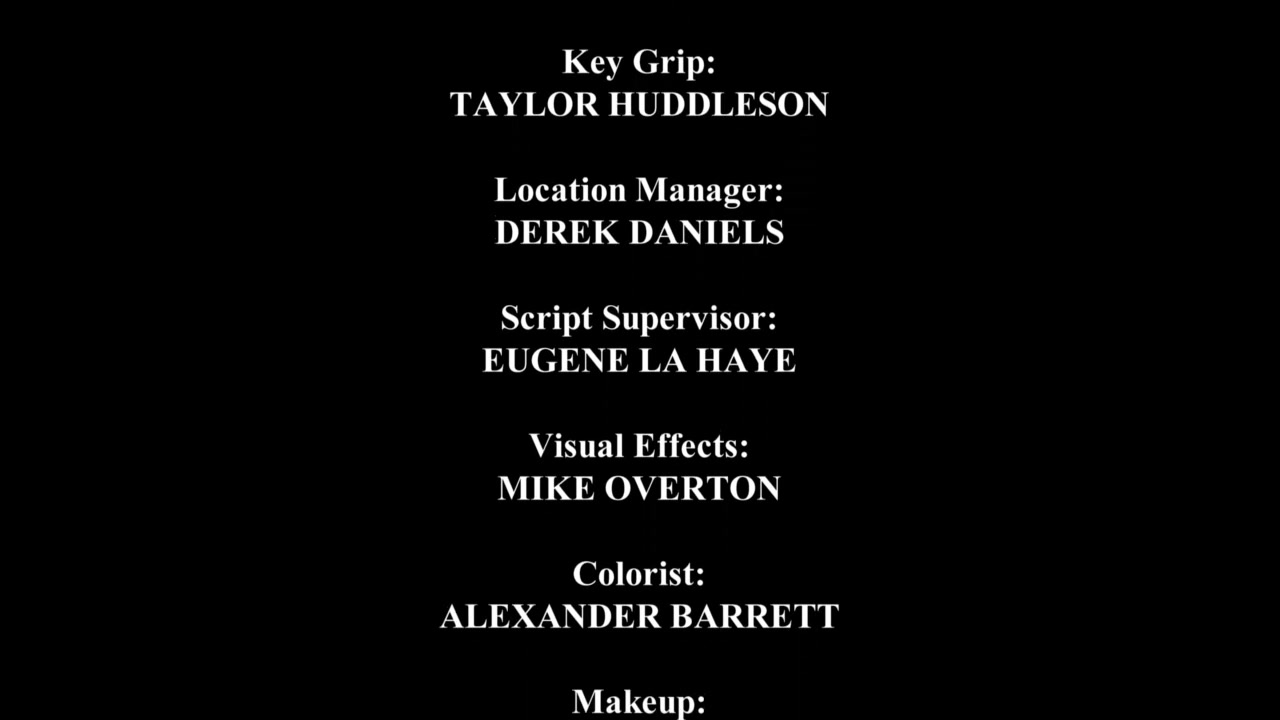 Key Grip:
TAYLOR HUDDLESON
Location Manager:
DEREK DANIELS
Script Supervisor:
EUGENE LA HAYE
Visual Effects:
MIKE OVERTON
Colorist:
ALEXANDER BARRETT
Makeup: